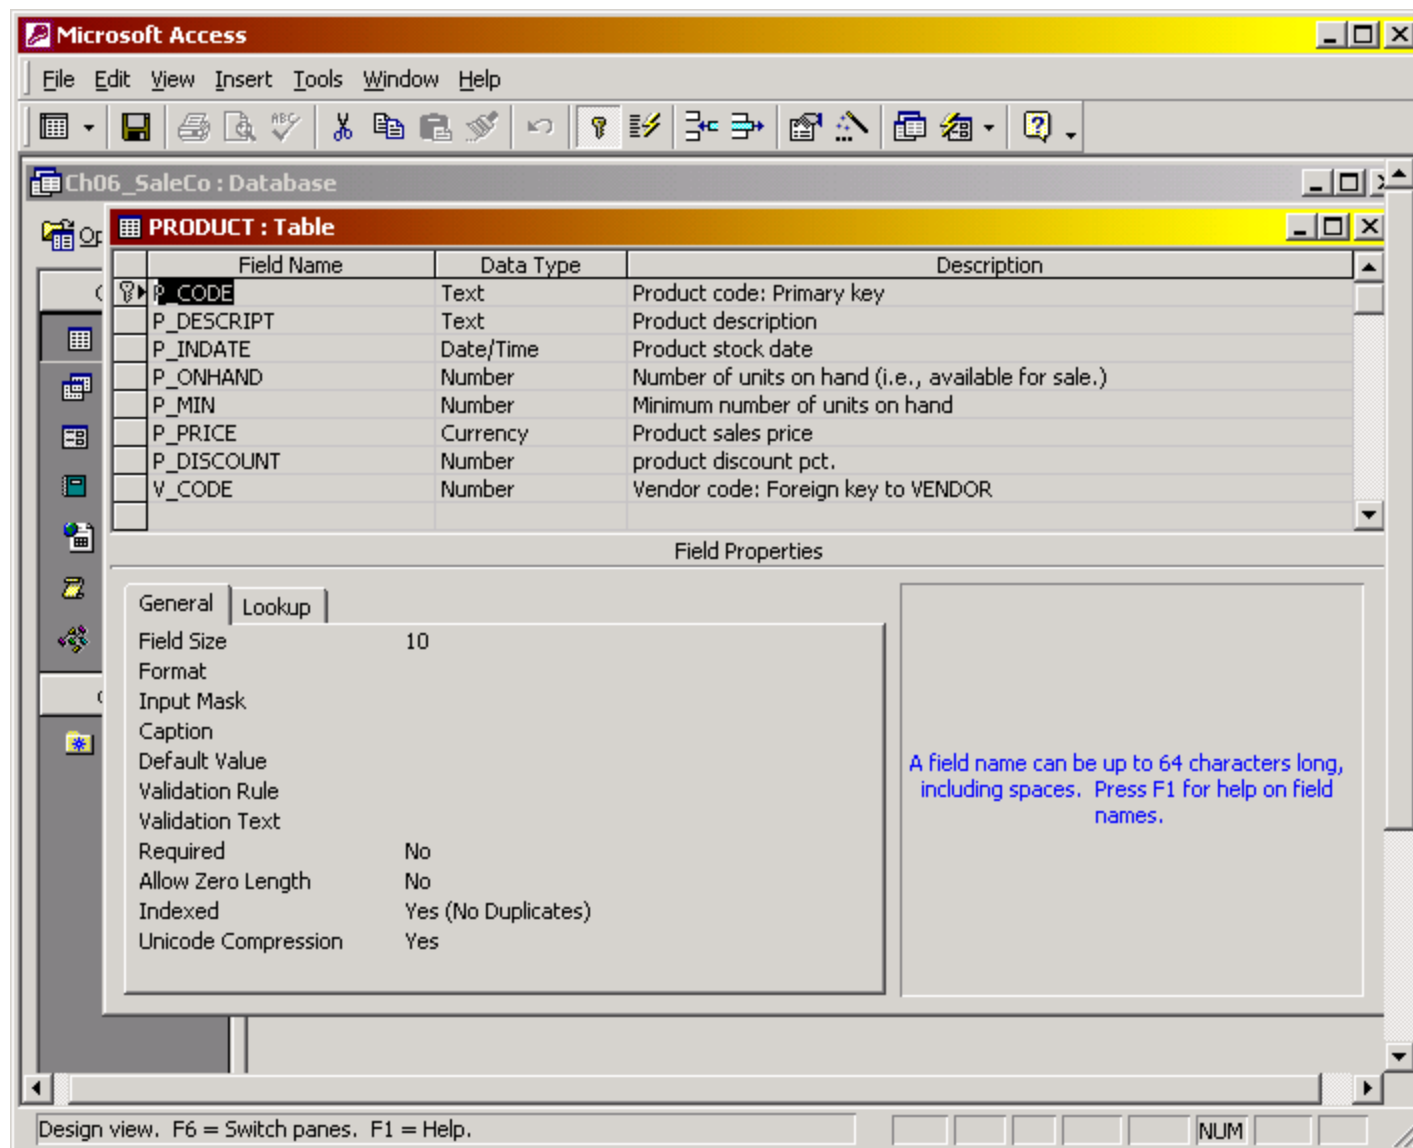 Microsoft Access
File Edit View Insert Tools Window Help
ABC
Ch06_SaleCo : Database
Op
PRODUCT : Table
Field Name Data Type Description
P_CODE Text Product code: Primary key
P_DESCRIPT Text Product description
P_INDATE Date/Time Product stock date
P_ONHAND Number Number of units on hand (i.e., available for sale.)
P_MIN Number Minimum number of units on hand
P_PRICE Currency Product sales price
P_DISCOUNT Number product discount pct.
V_CODE Number Vendor code: Foreign key to VENDOR
Field Properties
General Lookup
Field Size 10
Format
Input Mask
Caption
Default Value
Validation Rule
Validation Text
Required No
Allow Zero Length No
Indexed Yes (No Duplicates)
Unicode Compression Yes
A field name can be up to 64 characters long,
including spaces. Press F1 for help on field
names.
Design view. F6 = Switch panes. F1 = Help.
NUM